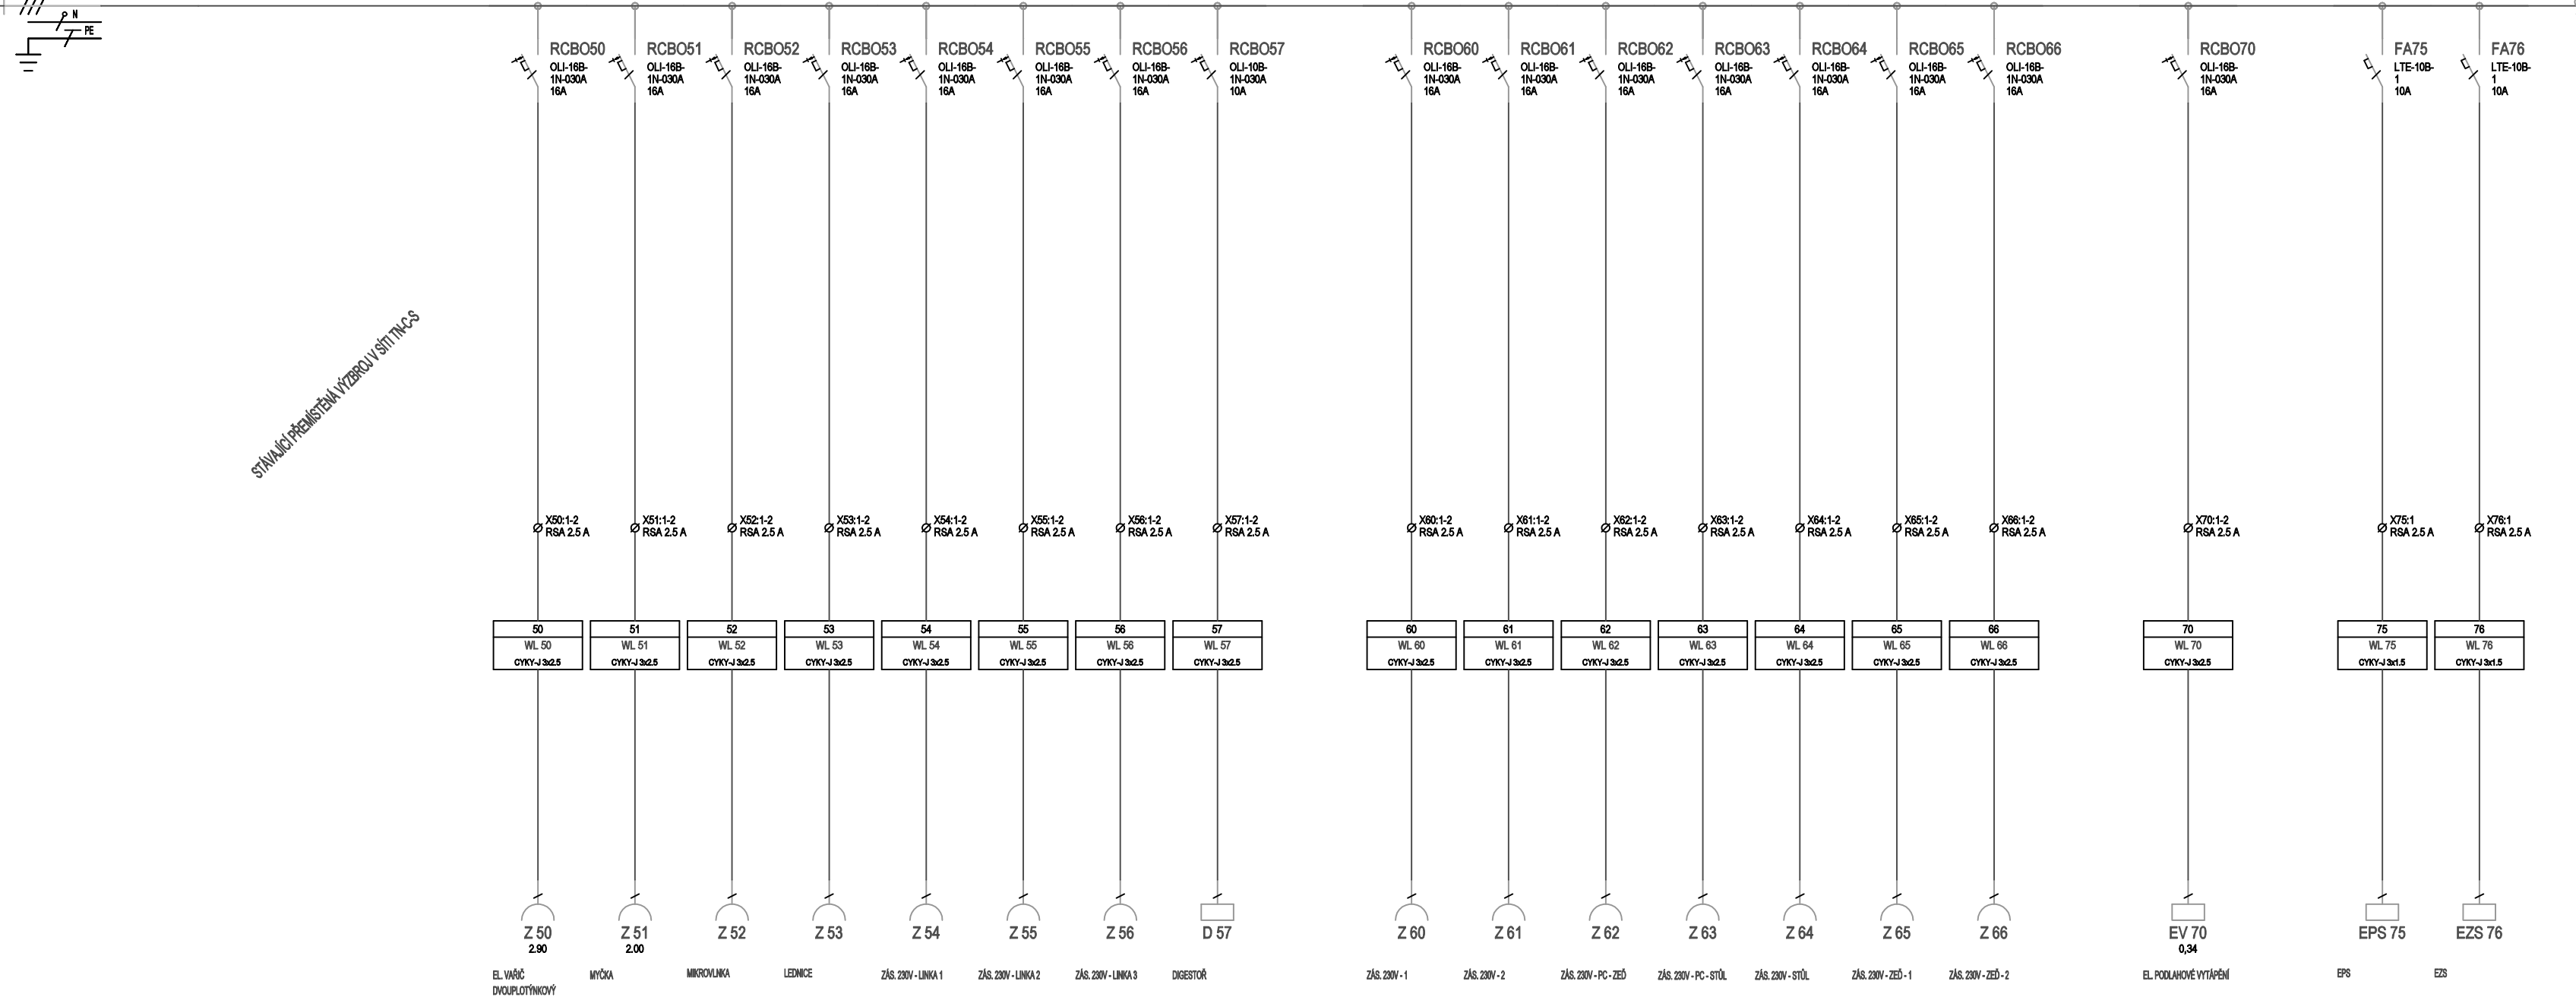 N
PE
RCBO50
OLI-16B-
1N-030A
16A
RCBO51
OLI-16B-
1N-030A
16A
RCBO52
OLI-16B-
1N-030A
16A
RCBO53
OLI-16B-
1N-030A
16A
RCBO54
OLI-16B-
1N-030A
16A
RCBO55
OLI-16B-
1N-030A
16A
RCBO56
OLI-16B-
1N-030A
16A
RCBO57
OLI-10B-
1N-030A
10A
RCBO60
OLI-16B-
1N-030A
16A
RCBO61
OLI-16B-
1N-030A
16A
RCBO62
OLI-16B-
1N-030A
16A
RCBO63
OLI-16B-
1N-030A
16A
RCBO64
OLI-16B-
1N-030A
16A
RCBO65
OLI-16B-
1N-030A
16A
RCBO66
OLI-16B-
1N-030A
16A
RCBO70
OLI-16B-
1N-030A
16A
FA75
LTE-10B-
1
10A
FA76
LTE-10B-
1
10A
STÁVAJÍCÍ PŘEMÍSTĚNÁ VÝZBROJ V SÍTI TN-C-S
X50:1-2
RSA 2.5 A
X51:1-2
RSA 2.5 A
X52:1-2
RSA 2.5 A
X53:1-2
RSA 2.5 A
X54:1-2
RSA 2.5 A
X55:1-2
RSA 2.5 A
X56:1-2
RSA 2.5 A
X57:1-2
RSA 2.5 A
X60:1-2
RSA 2.5 A
X61:1-2
RSA 2.5 A
X62:1-2
RSA 2.5 A
X63:1-2
RSA 2.5 A
X64:1-2
RSA 2.5 A
X65:1-2
RSA 2.5 A
X66:1-2
RSA 2.5 A
X70:1-2
RSA 2.5 A
X75:1
RSA 2.5 A
X76:1
RSA 2.5 A
50
WL 50
CYKY-J 3x2.5
51
WL 51
CYKY-J 3x2.5
52
WL 52
CYKY-J 3x2.5
53
WL 53
CYKY-J 3x2.5
54
WL 54
CYKY-J 3x2.5
55
WL 55
CYKY-J 3x2.5
56
WL 56
CYKY-J 3x2.5
57
WL 57
CYKY-J 3x2.5
60
WL 60
CYKY-J 3x2.5
61
WL 61
CYKY-J 3x2.5
62
WL 62
CYKY-J 3x2.5
63
WL 63
CYKY-J 3x2.5
64
WL 64
CYKY-J 3x2.5
65
WL 65
CYKY-J 3x2.5
66
WL 66
CYKY-J 3x2.5
70
WL 70
CYKY-J 3x2.5
75
WL 75
CYKY-J 3x1.5
76
WL 76
CYKY-J 3x1.5
Z 50
2.90
Z 51
2.00
Z 52
Z 53
Z 54
Z 55
Z 56
D 57
Z 60
Z 61
Z 62
Z 63
Z 64
Z 65
Z 66
EV 70
0,34
EPS 75
EZS 76
EL. VAŘIČ
DVOUPLOTÝNKOVÝ
MYČKA
MIKROVLNKA
LEDNICE
ZÁS. 230V - LINKA 1
ZÁS. 230V - LINKA 2
ZÁS. 230V - LINKA 3
DIGESTOŘ
ZÁS. 230V - 1
ZÁS. 230V - 2
ZÁS. 230V - PC - ZEĎ
ZÁS. 230V - PC - STŮL
ZÁS. 230V - STŮL
ZÁS. 230V - ZEĎ - 1
ZÁS. 230V - ZEĎ - 2
EL. PODLAHOVÉ VYTÁPĚNÍ
EPS
EZS